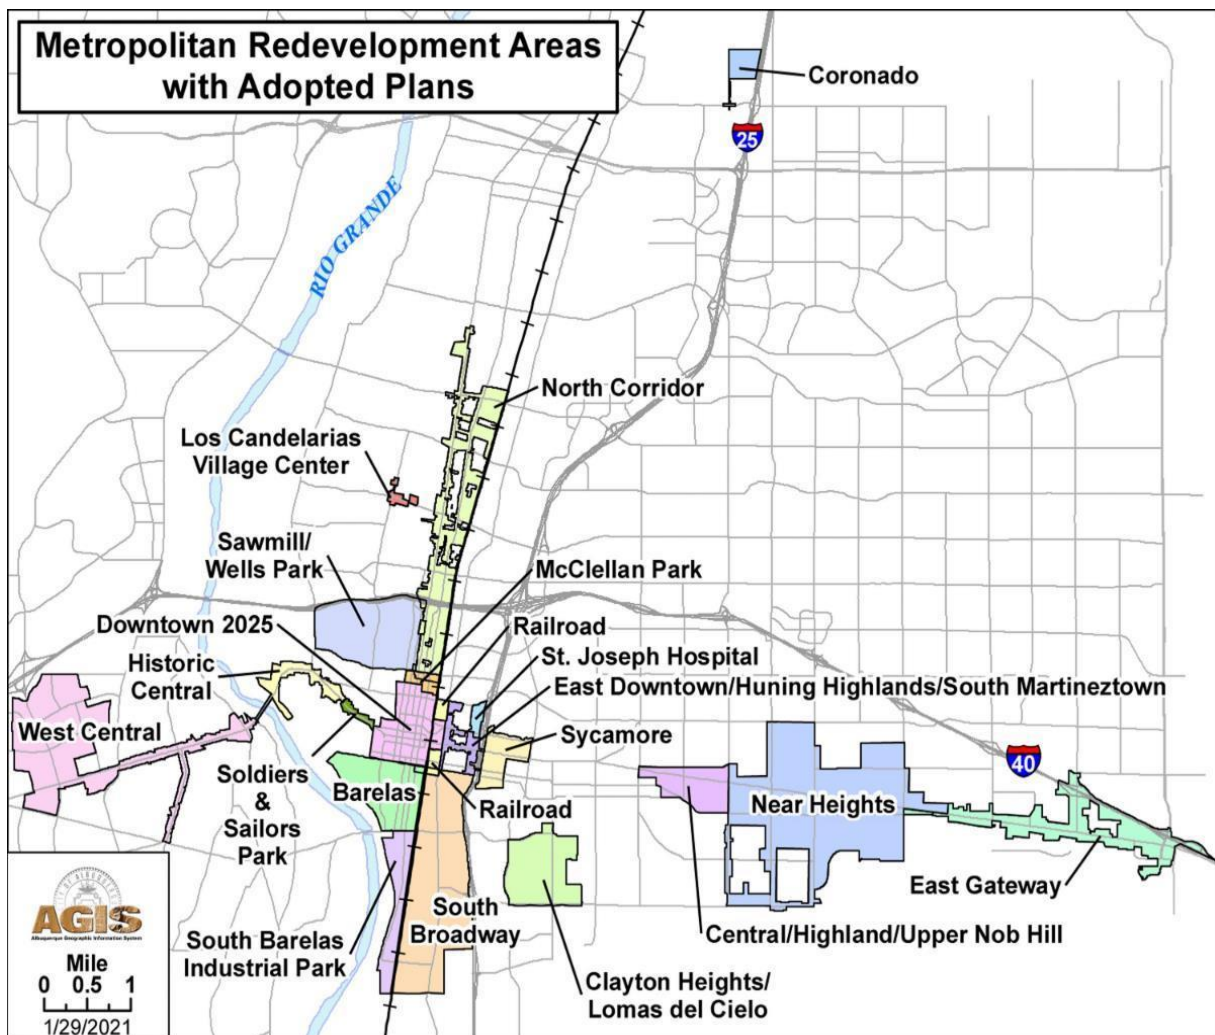 Metropolitan Redevelopment Areas
with Adopted Plans
Coronado
25
RIO GRANDE
North Corridor
Los Candelarias
Village Center
Sawmill/
Wells Park
McClellan Park
Downtown 2025
Railroad
Historic
Central
St. Joseph Hospital
East Downtown/Huning Highlands/South Martineztown
West Central
Sycamore
40
Soldiers
&
Sailors
Park
Barelas
Railroad
Near Heights
East Gateway
South
Broadway
Central/Highland/Upper Nob Hill
South Barelas
Industrial Park
Clayton Heights/
Lomas del Cielo
CITY OF ALBUQUERQUE
AGIS
Albuquerque Geographic Information System
Mile
0 0.5 1
1/29/2021